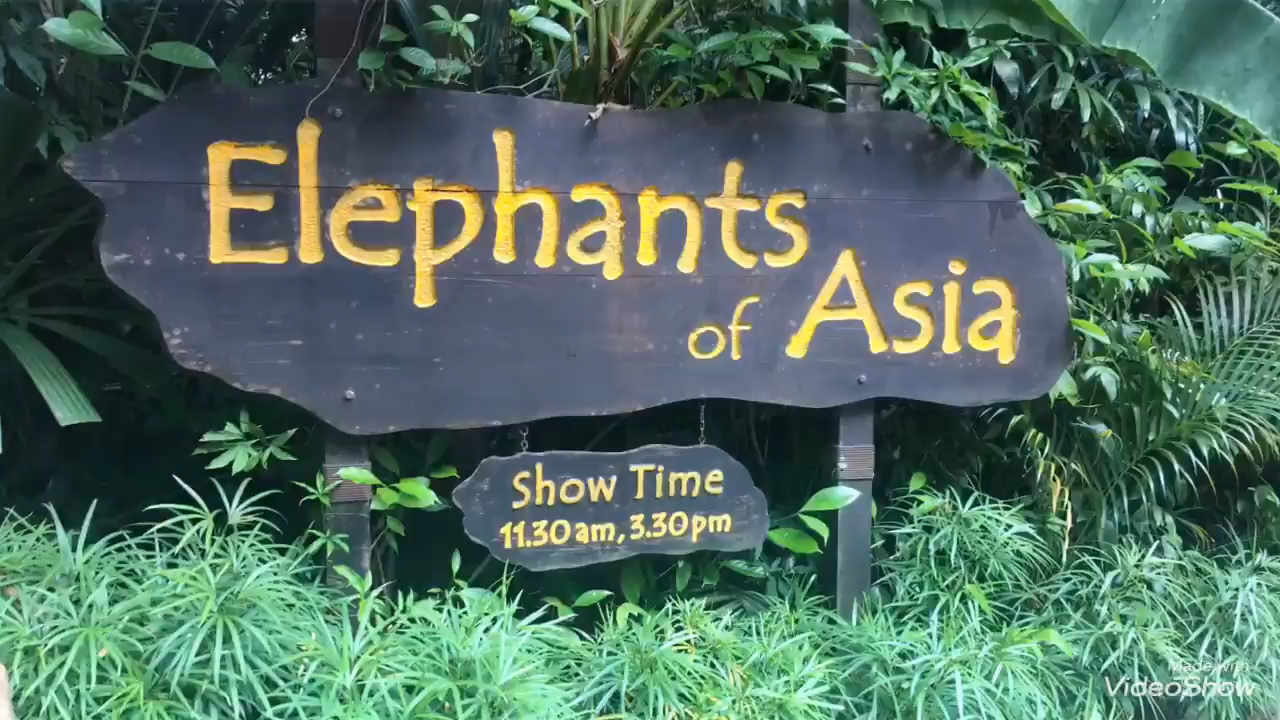 Elephants
of Asia
Show Time
11.30am, 3.30pm
Made with
VideoShow